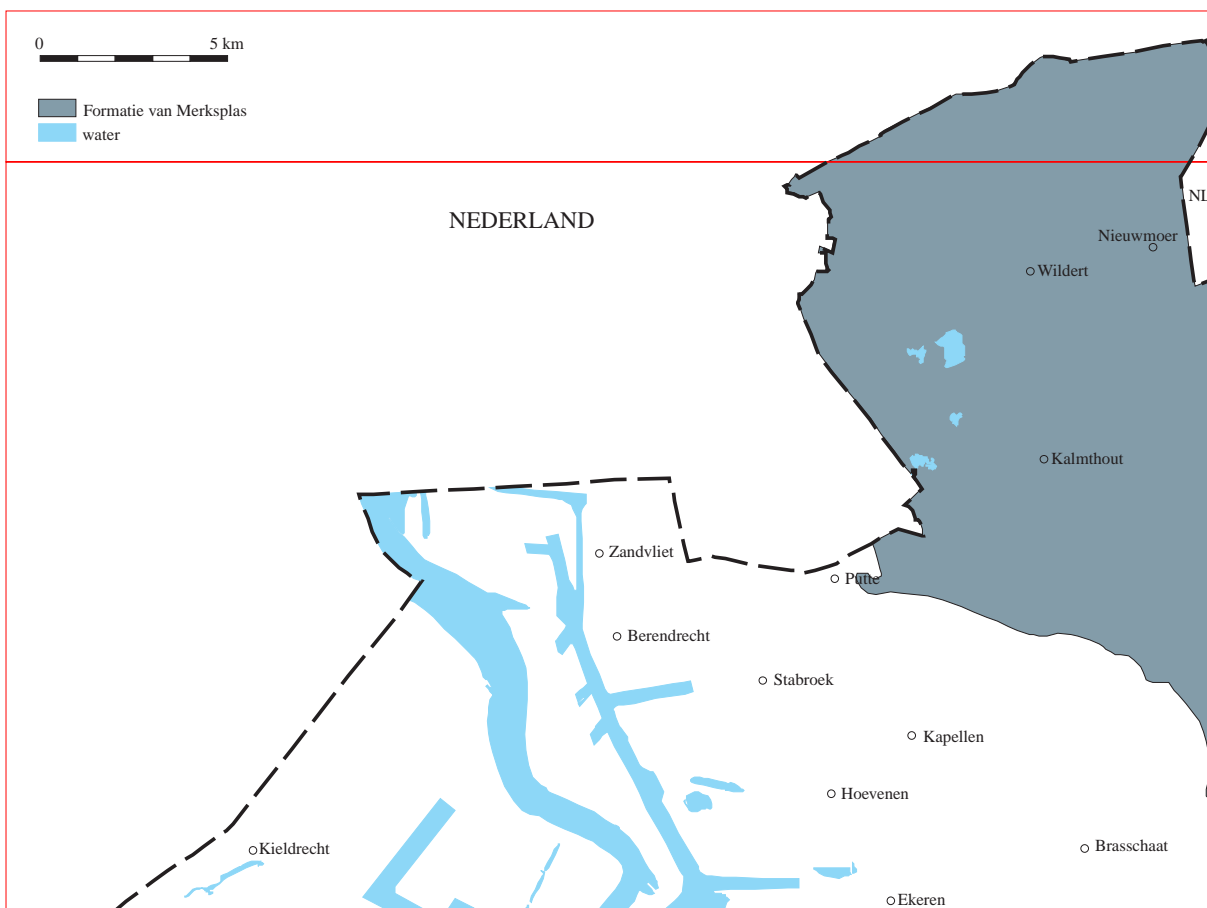 0 5 km
Formatie van Merksplas
water
NEDERLAND
NL
Nieuwmoer
Wildert
Kalmthout
Zandvliet
Putte
Berendrecht
Stabroek
Kapellen
Hoevenen
Kieldrecht
Brasschaat
Ekeren